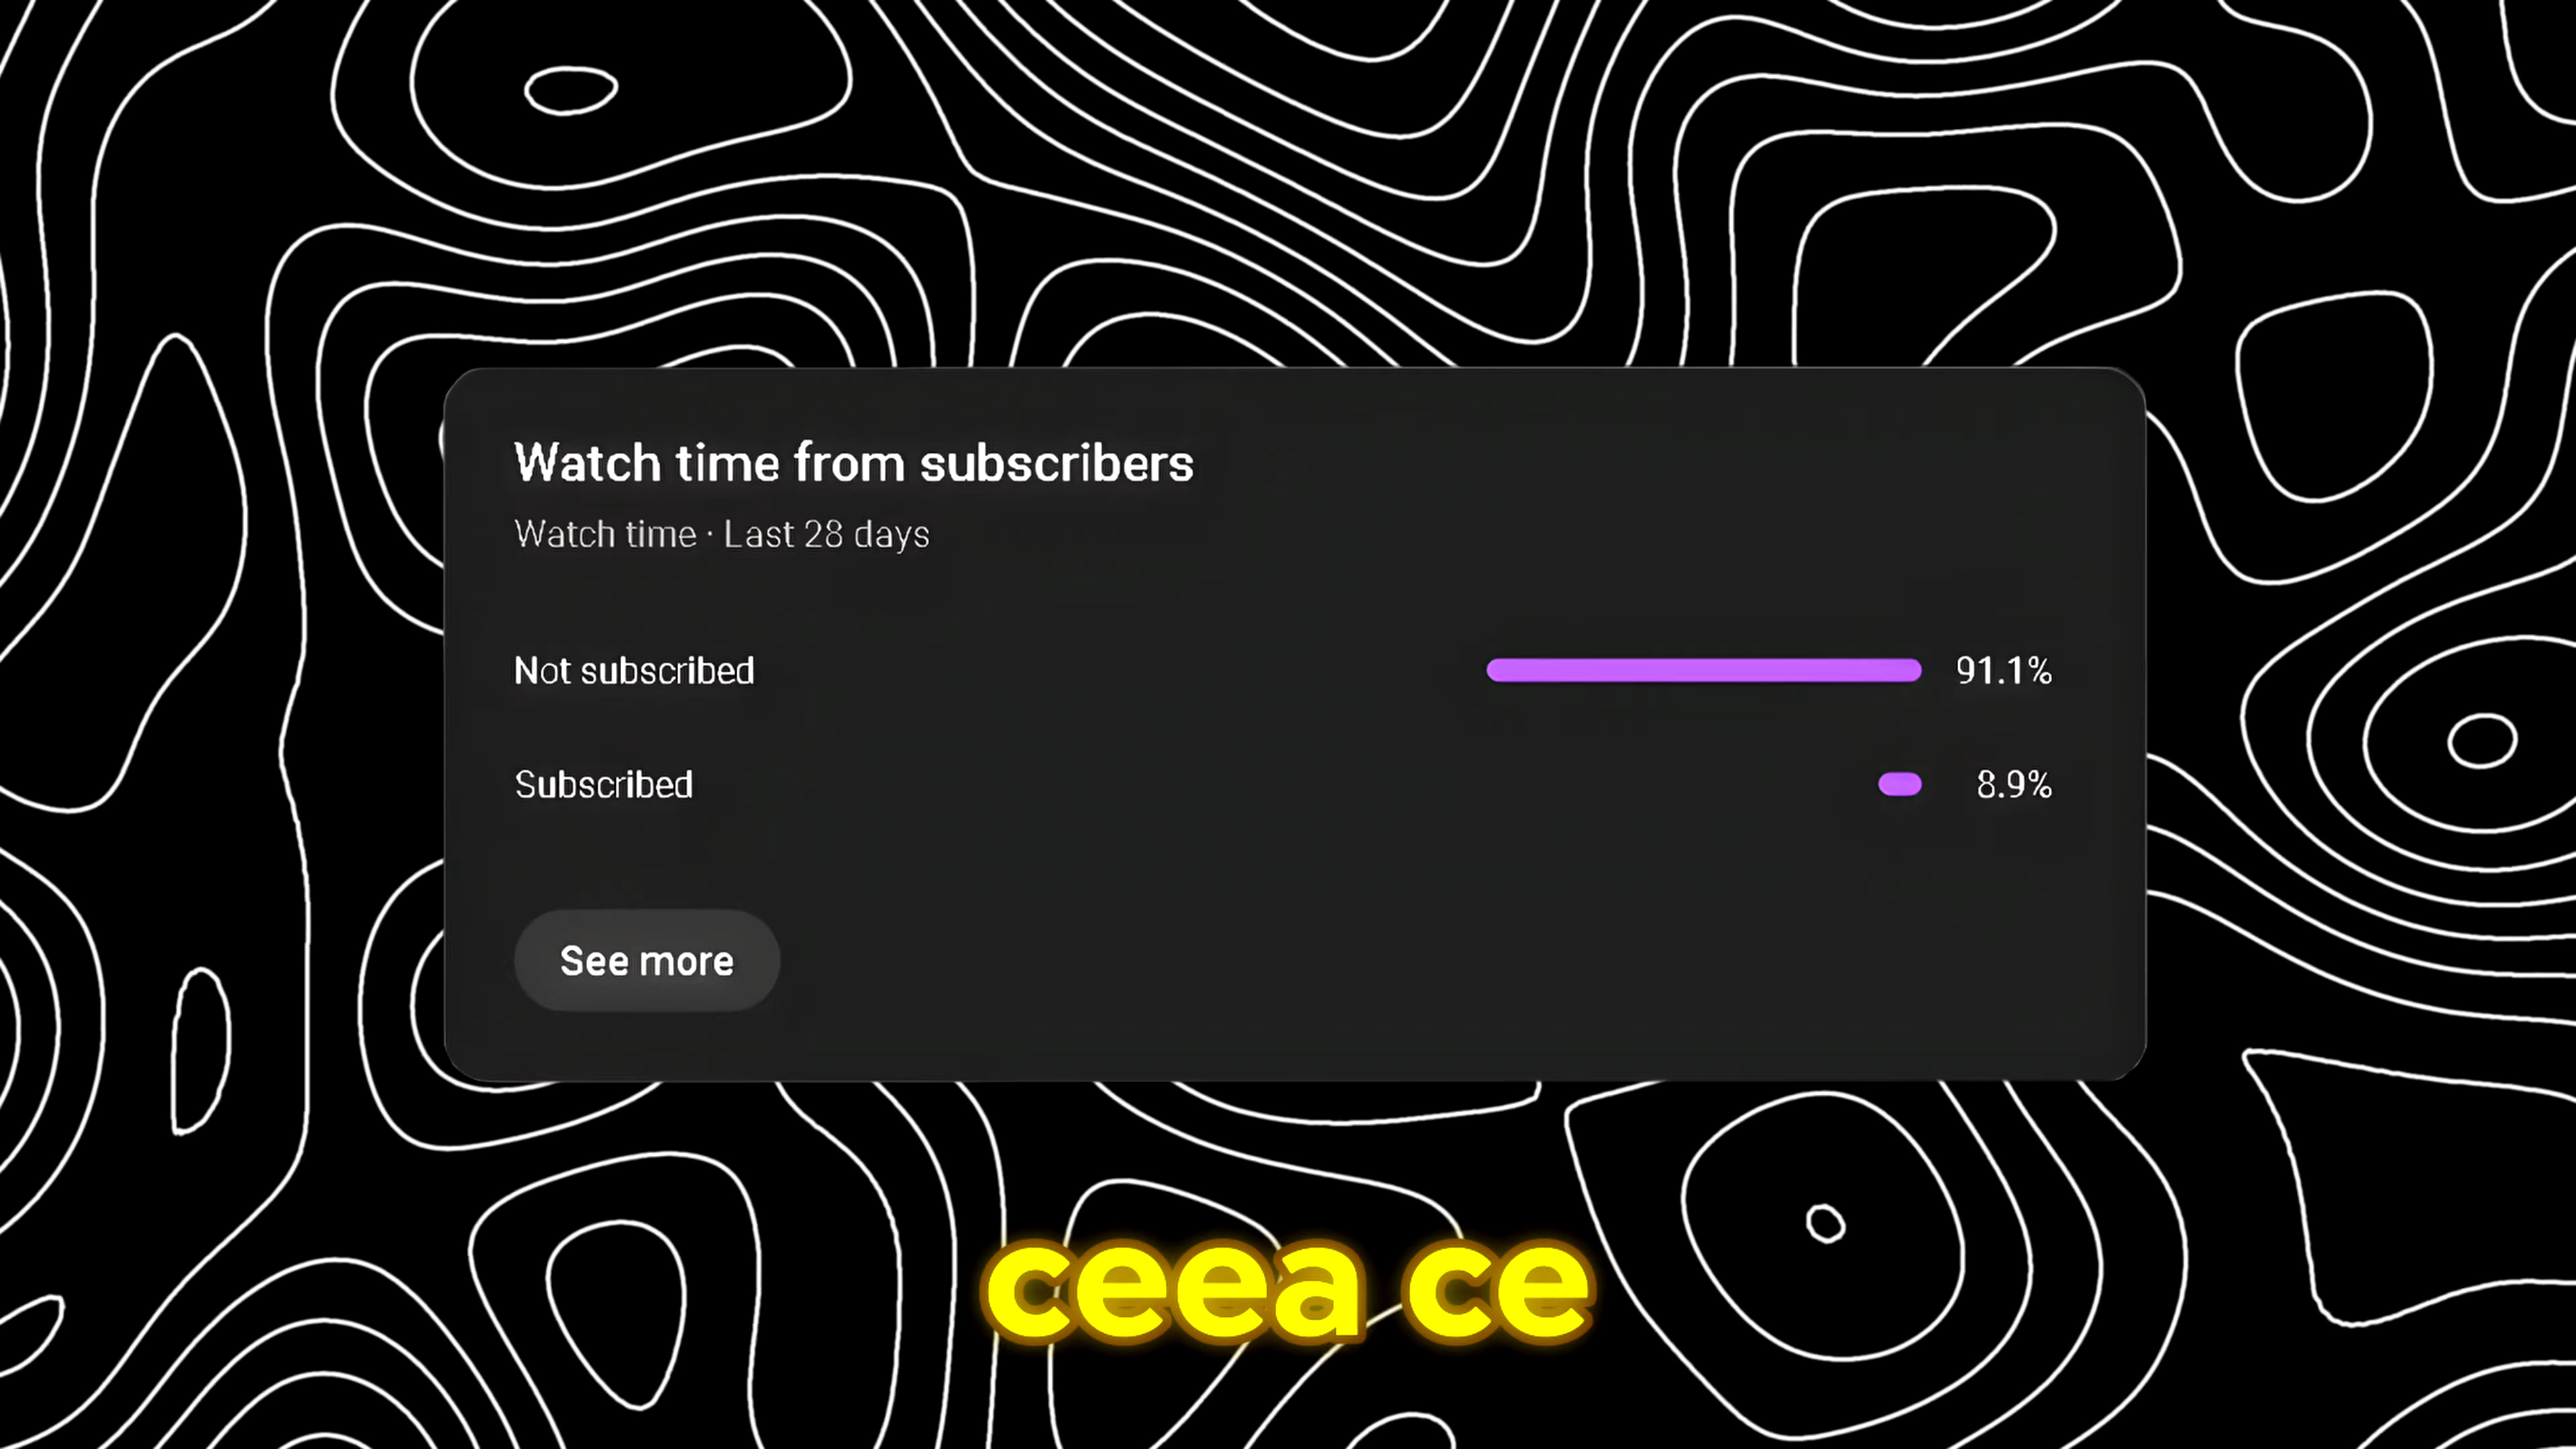 Watch time from subscribers
Watch time · Last 28 days
Not subscribed 91.1%
Subscribed 8.9%
See more
ceea ce